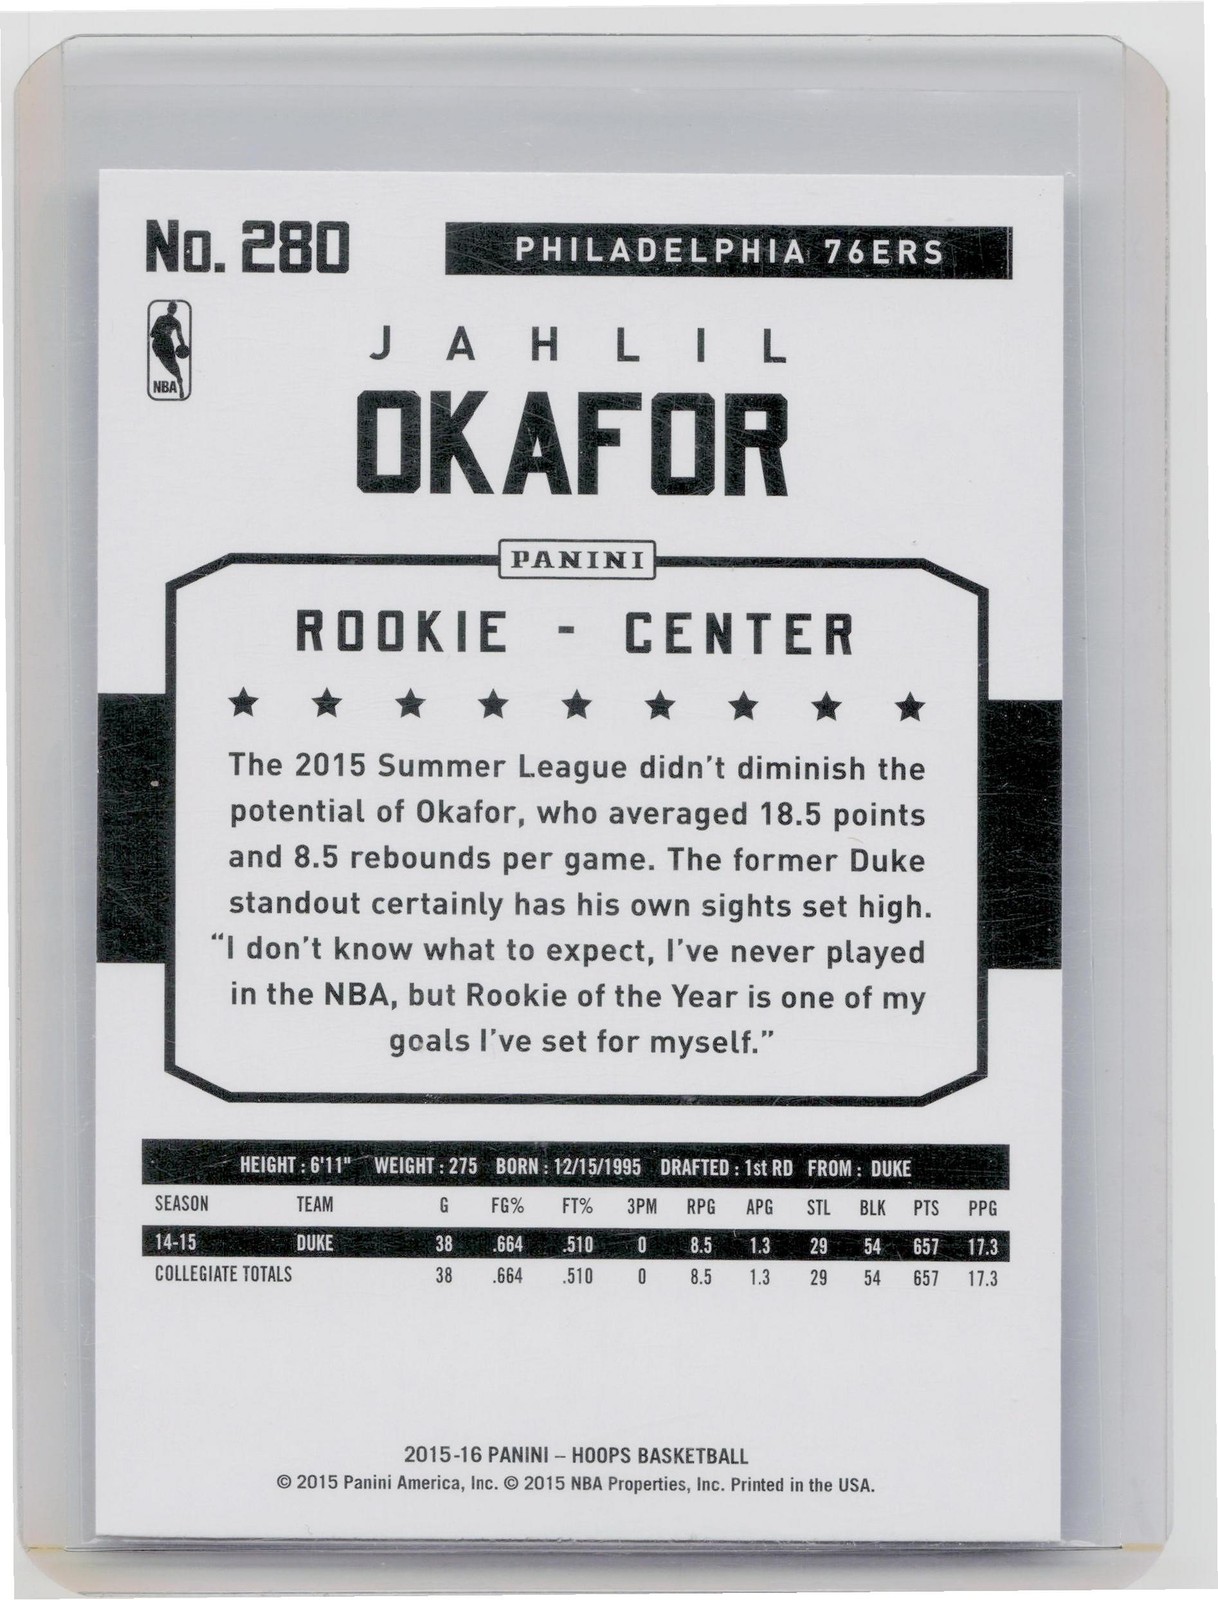 No. 280
PHILADELPHIA 76ERS
NBA
JAHLIL
OKAFOR
PANINI
ROOKIE - CENTER
The 2015 Summer League didn't diminish the
potential of Okafor, who averaged 18.5 points
and 8.5 rebounds per game. The former Duke
standout certainly has his own sights set high.
“I don't know what to expect, I've never played
in the NBA, but Rookie of the Year is one of my
goals I've set for myself.”
HEIGHT : 6'11" WEIGHT : 275 BORN : 12/15/1995 DRAFTED : 1st RD FROM : DUKE
SEASON TEAM G FG% FT% 3PM RPG APG STL BLK PTS PPG
14-15 DUKE 38 .664 .510 0 8.5 1.3 29 54 657 17.3
COLLEGIATE TOTALS 38 .664 .510 0 8.5 1.3 29 54 657 17.3
2015-16 PANINI – HOOPS BASKETBALL
© 2015 Panini America, Inc. © 2015 NBA Properties, Inc. Printed in the USA.